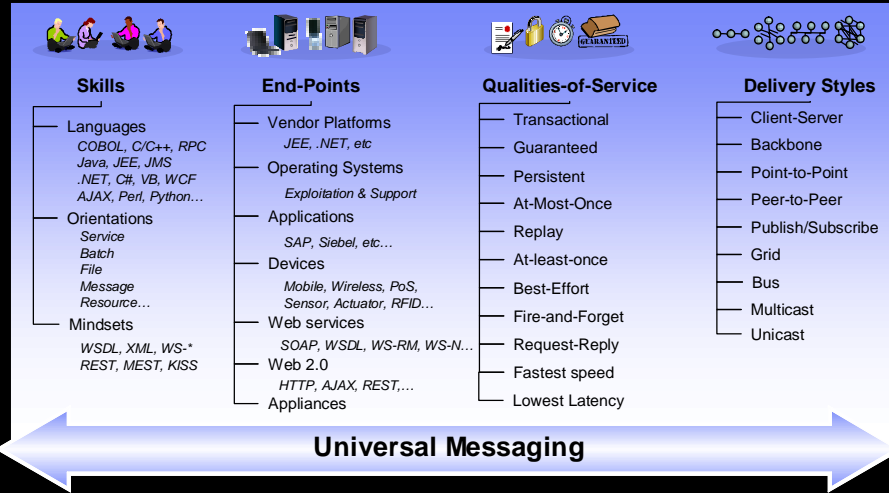 GUARANTEED
Skills
Languages
COBOL, C/C++, RPC
Java, JEE, JMS
.NET, C#, VB, WCF
AJAX, Perl, Python…
Orientations
Service
Batch
File
Message
Resource…
Mindsets
WSDL, XML, WS-*
REST, MEST, KISS
End-Points
Vendor Platforms
JEE, .NET, etc
Operating Systems
Exploitation & Support
Applications
SAP, Siebel, etc…
Devices
Mobile, Wireless, PoS,
Sensor, Actuator, RFID…
Web services
SOAP, WSDL, WS-RM, WS-N…
Web 2.0
HTTP, AJAX, REST,…
Appliances
Qualities-of-Service
Transactional
Guaranteed
Persistent
At-Most-Once
Replay
At-least-once
Best-Effort
Fire-and-Forget
Request-Reply
Fastest speed
Lowest Latency
Delivery Styles
Client-Server
Backbone
Point-to-Point
Peer-to-Peer
Publish/Subscribe
Grid
Bus
Multicast
Unicast
Universal Messaging